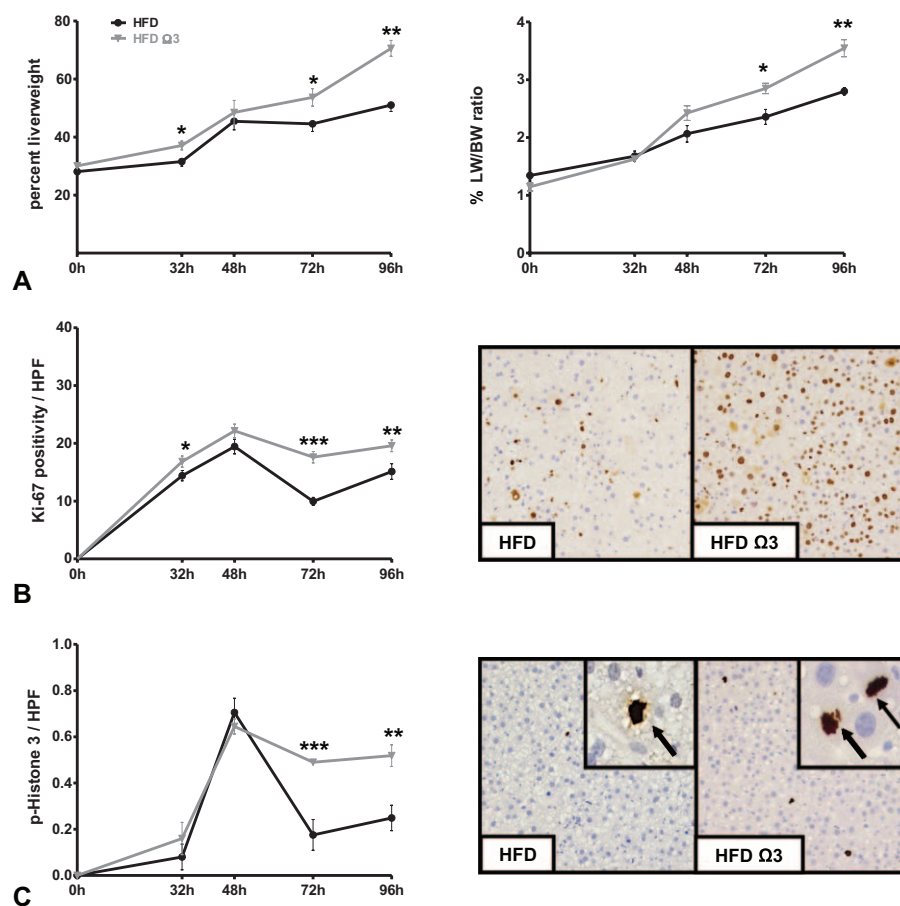 HFD
HFD Ω3
percent liverweight
80
60
40
20
*
*
**
0h 32h 48h 72h 96h
A
% LW/BW ratio
4
3
2
1
0
*
**
0h 32h 48h 72h 96h
Ki-67 positivity / HPF
40
30
20
10
0
*
***
**
0h 32h 48h 72h 96h
B
HFD
HFD Ω3
p-Histone 3 / HPF
1.0
0.8
0.6
0.4
0.2
0.0
***
**
0h 32h 48h 72h 96h
C
HFD
HFD Ω3